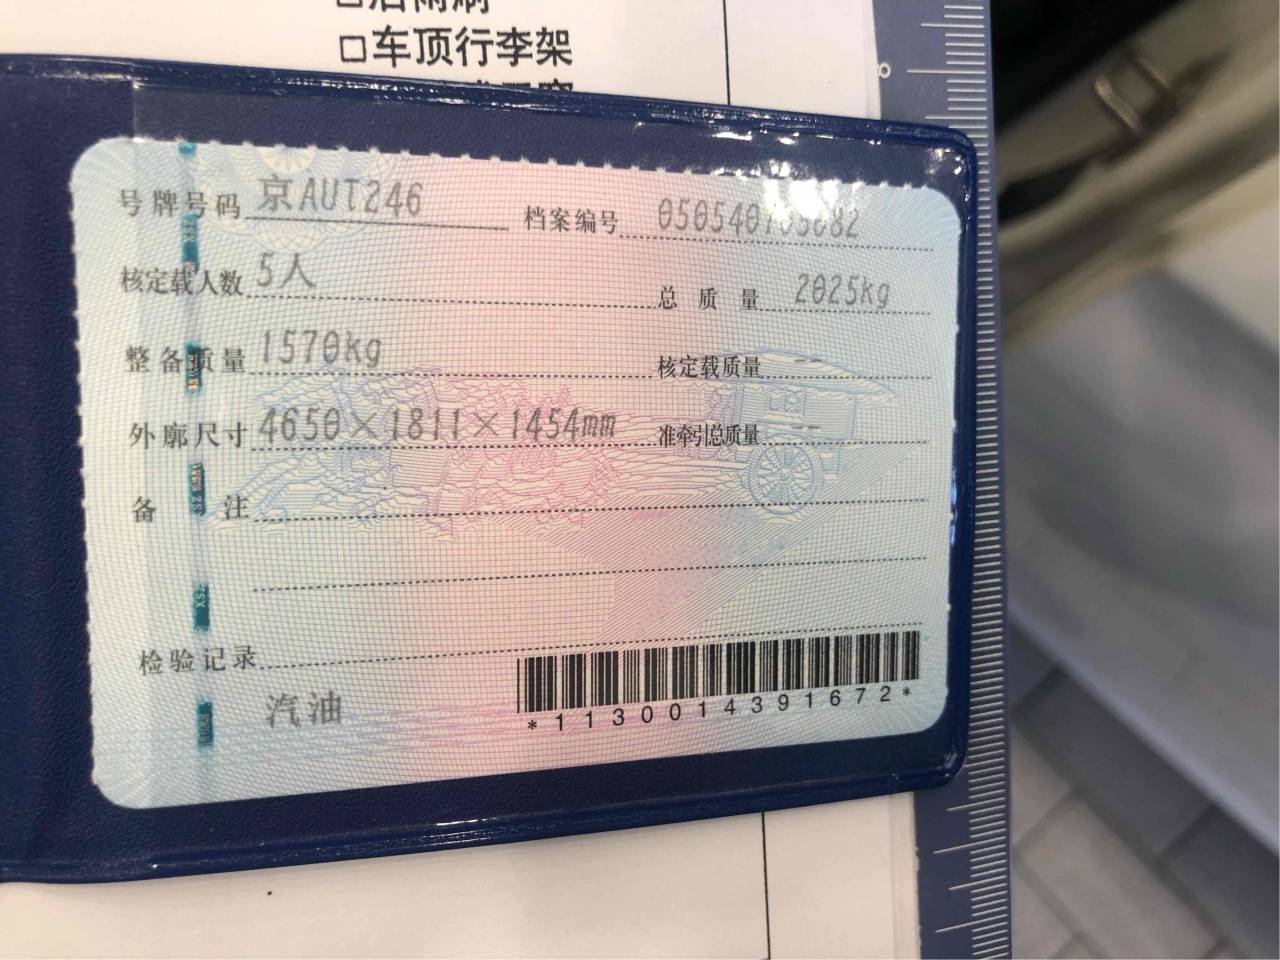 □车顶行李架
号牌号码 京AUT246 档案编号
核定载人数 5人 总质量 2025kg
整备质量 1570kg 核定载质量 --
外廓尺寸 4650×1811×1454mm 准牵引总质量 --
备注
检验记录
汽油
*1130014391672*